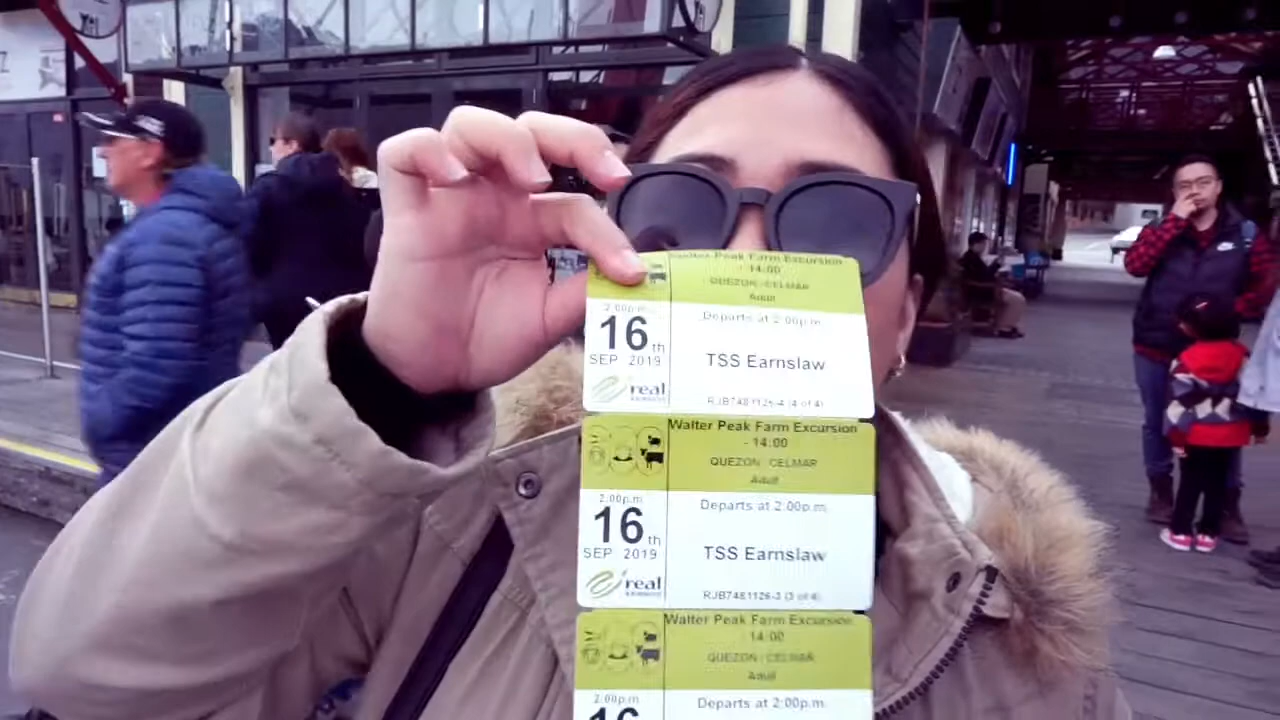 Walter Peak Farm Excursion
- 14:00
QUEZON / CELMAR
Adult
2:00p.m.
16th
SEP 2019
real
Departs at 2:00p.m.
TSS Earnslaw
RJB7481126-4 (4 of 4)
Walter Peak Farm Excursion
- 14:00
QUEZON / CELMAR
Adult
2:00p.m.
16th
SEP 2019
real
Departs at 2:00p.m.
TSS Earnslaw
RJB7481126-3 (3 of 4)
Walter Peak Farm Excursion
- 14:00
QUEZON / CELMAR
Adult
2:00p.m.
16
Departs at 2:00p.m.